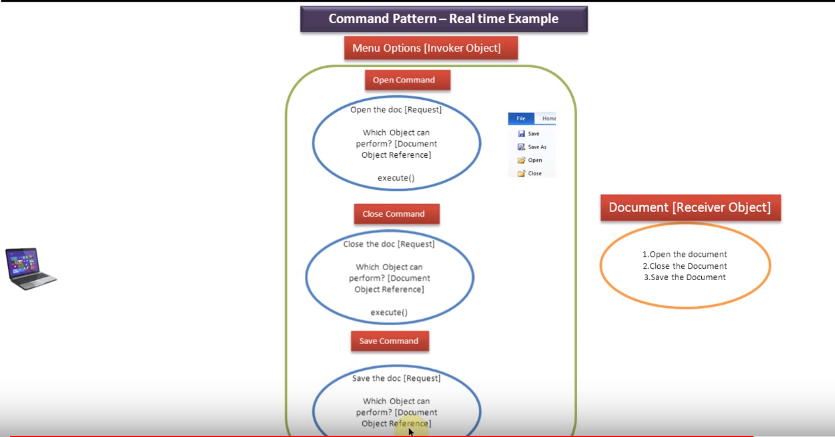 Command Pattern – Real time Example
Menu Options [Invoker Object]
Open Command
Open the doc [Request]
Which Object can
perform? [Document
Object Reference]
execute()
File Home
Save
Save As
Open
Close
Close Command
Close the doc [Request]
Which Object can
perform? [Document
Object Reference]
execute()
Document [Receiver Object]
1.Open the document
2.Close the Document
3.Save the Document
Save Command
Save the doc [Request]
Which Object can
perform? [Document
Object Reference]